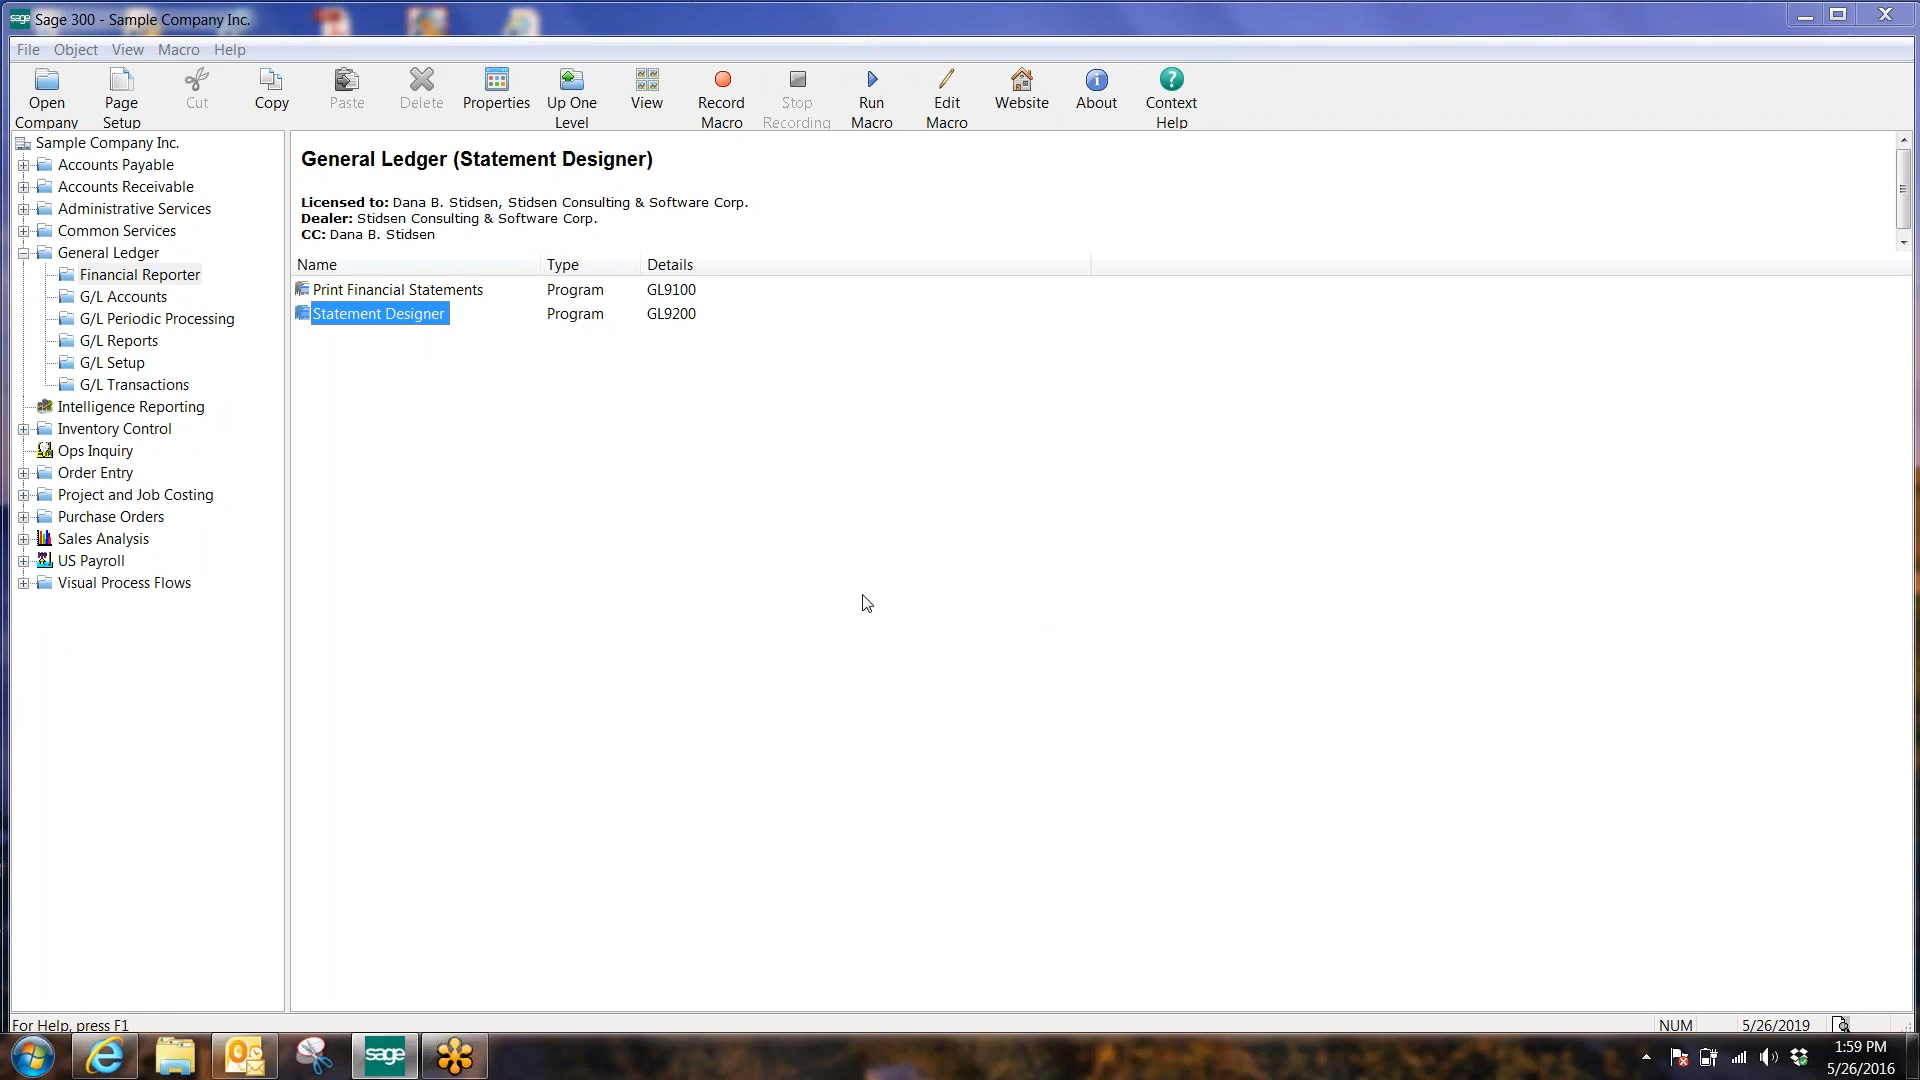 sage Sage 300 - Sample Company Inc.
File Object View Macro Help
Open Company
Page Setup
Cut
Copy
Paste
Delete
Properties
Up One Level
View
Record Macro
Stop Recording
Run Macro
Edit Macro
Website
About
Context Help
Sample Company Inc.
Accounts Payable
Accounts Receivable
Administrative Services
Common Services
General Ledger
Financial Reporter
G/L Accounts
G/L Periodic Processing
G/L Reports
G/L Setup
G/L Transactions
Intelligence Reporting
Inventory Control
Ops Inquiry
Order Entry
Project and Job Costing
Purchase Orders
Sales Analysis
US Payroll
Visual Process Flows
General Ledger (Statement Designer)
Licensed to: Dana B. Stidsen, Stidsen Consulting & Software Corp.
Dealer: Stidsen Consulting & Software Corp.
CC: Dana B. Stidsen
Name Type Details
Print Financial Statements Program GL9100
Statement Designer Program GL9200
For Help, press F1
NUM 5/26/2019
sage
1:59 PM
5/26/2016